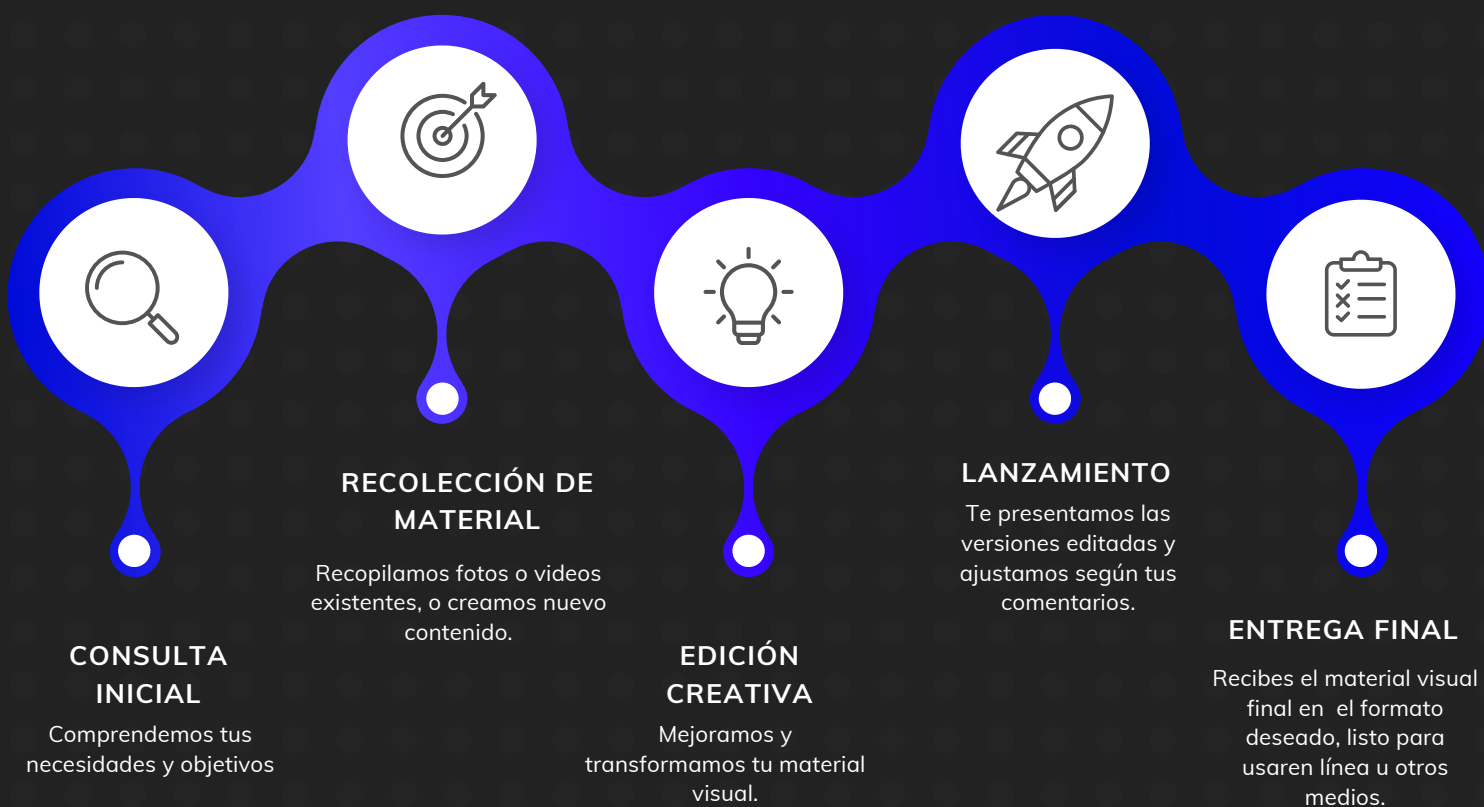 CONSULTA
INICIAL
Comprendemos tus
necesidades y objetivos
RECOLECCIÓN DE
MATERIAL
Recopilamos fotos o videos
existentes, o creamos nuevo
contenido.
EDICIÓN
CREATIVA
Mejoramos y
transformamos tu material
visual.
LANZAMIENTO
Te presentamos las
versiones editadas y
ajustamos según tus
comentarios.
ENTREGA FINAL
Recibes el material visual
final en  el formato
deseado, listo para
usaren línea u otros
medios.